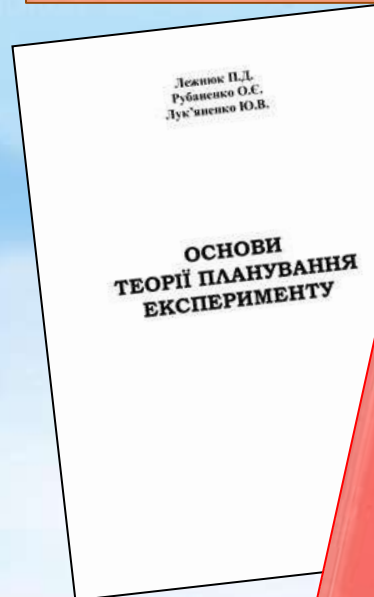 Лежнюк П.Д.
Рубаненко О.Є.
Лук'яненко Ю.В.
ОСНОВИ
ТЕОРІЇ ПЛАНУВАННЯ
ЕКСПЕРИМЕНТУ